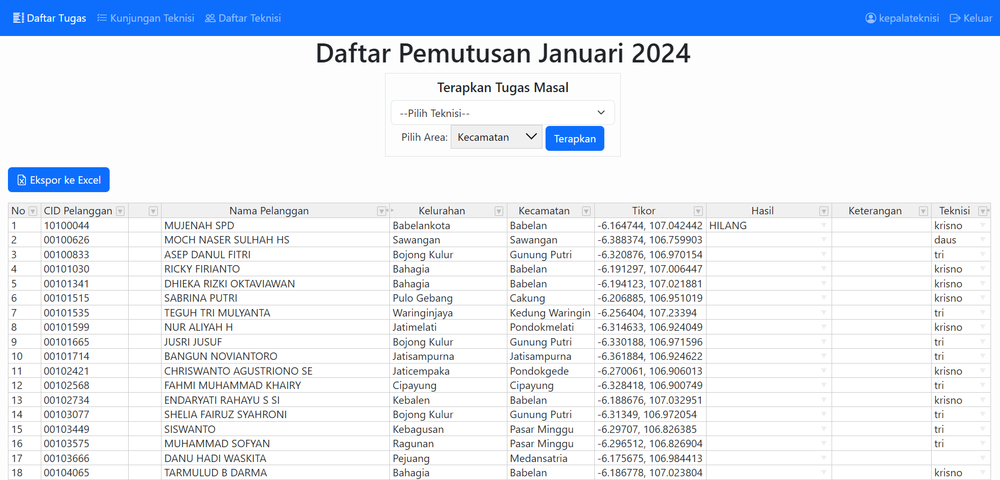 Daftar Tugas Kunjungan Teknisi Daftar Teknisi kepalateknisi Keluar
Daftar Pemutusan Januari 2024
Terapkan Tugas Masal
--Pilih Teknisi--
Pilih Area: Kecamatan Terapkan
Ekspor ke Excel
No CID Pelanggan Nama Pelanggan Kelurahan Kecamatan Tikor Hasil Keterangan Teknisi
1 10100044 MUJENAH SPD Babelankota Babelan -6.164744, 107.042442 HILANG krisno
2 00100626 MOCH NASER SULHAH HS Sawangan Sawangan -6.388374, 106.759903 daus
3 00100833 ASEP DANUL FITRI Bojong Kulur Gunung Putri -6.320876, 106.970154 tri
4 00101030 RICKY FIRIANTO Bahagia Babelan -6.191297, 107.006447 krisno
5 00101341 DHIEKA RIZKI OKTAVIAWAN Bahagia Babelan -6.194123, 107.021881 krisno
6 00101515 SABRINA PUTRI Pulo Gebang Cakung -6.206885, 106.951019 krisno
7 00101535 TEGUH TRI MULYANTA Waringinjaya Kedung Waringin -6.256404, 107.23394 tri
8 00101599 NUR ALIYAH H Jatimelati Pondokmelati -6.314633, 106.924049 krisno
9 00101665 JUSRI JUSUF Bojong Kulur Gunung Putri -6.330188, 106.971596 tri
10 00101714 BANGUN NOVIANTORO Jatisampurna Jatisampurna -6.361884, 106.924622 tri
11 00102421 CHRISWANTO AGUSTRIONO SE Jaticempaka Pondokgede -6.270061, 106.906013 krisno
12 00102568 FAHMI MUHAMMAD KHAIRY Cipayung Cipayung -6.328418, 106.900749 tri
13 00102734 ENDARYATI RAHAYU S SI Kebalen Babelan -6.188676, 107.032951 krisno
14 00103077 SHELIA FAIRUZ SYAHRONI Bojong Kulur Gunung Putri -6.31349, 106.972054 tri
15 00103449 SISWANTO Kebagusan Pasar Minggu -6.29707, 106.826385 tri
16 00103575 MUHAMMAD SOFYAN Ragunan Pasar Minggu -6.296512, 106.826904 tri
17 00103666 DANU HADI WASKITA Pejuang Medansatria -6.175675, 106.984413
18 00104065 TARMULUD B DARMA Bahagia Babelan -6.186778, 107.023804 krisno